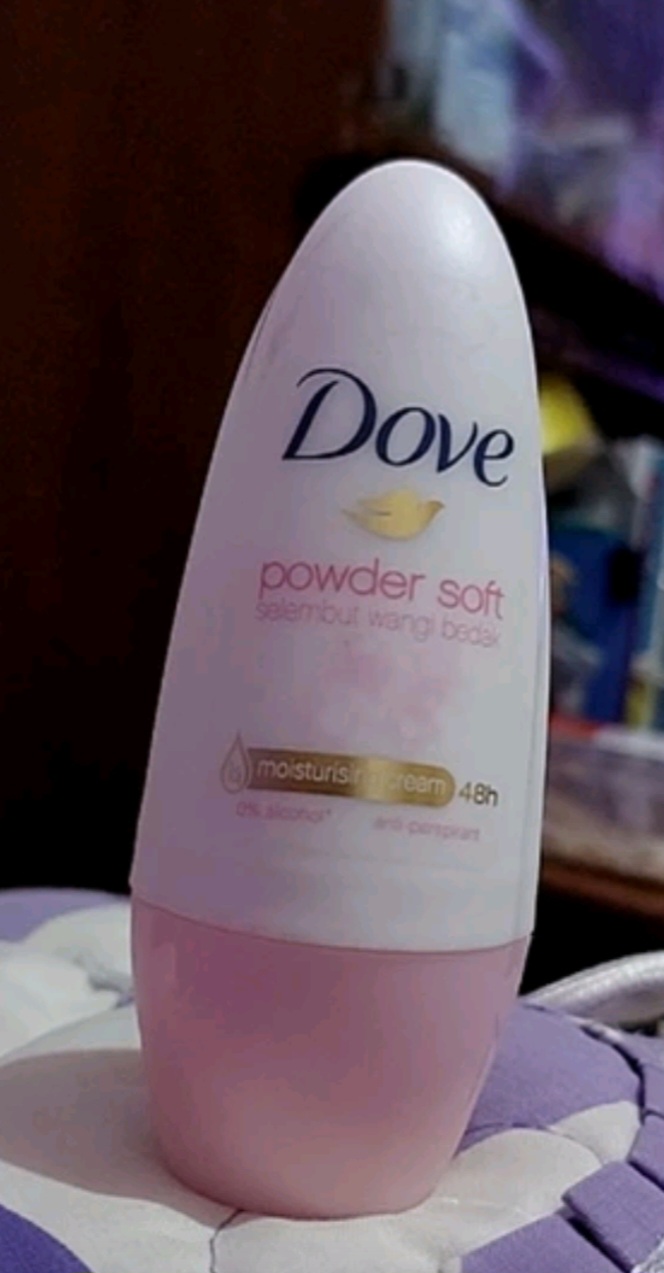 Dove
powder soft
selembut wangi bedak
moisturising cream 48h
0% alcohol* anti-perspirant